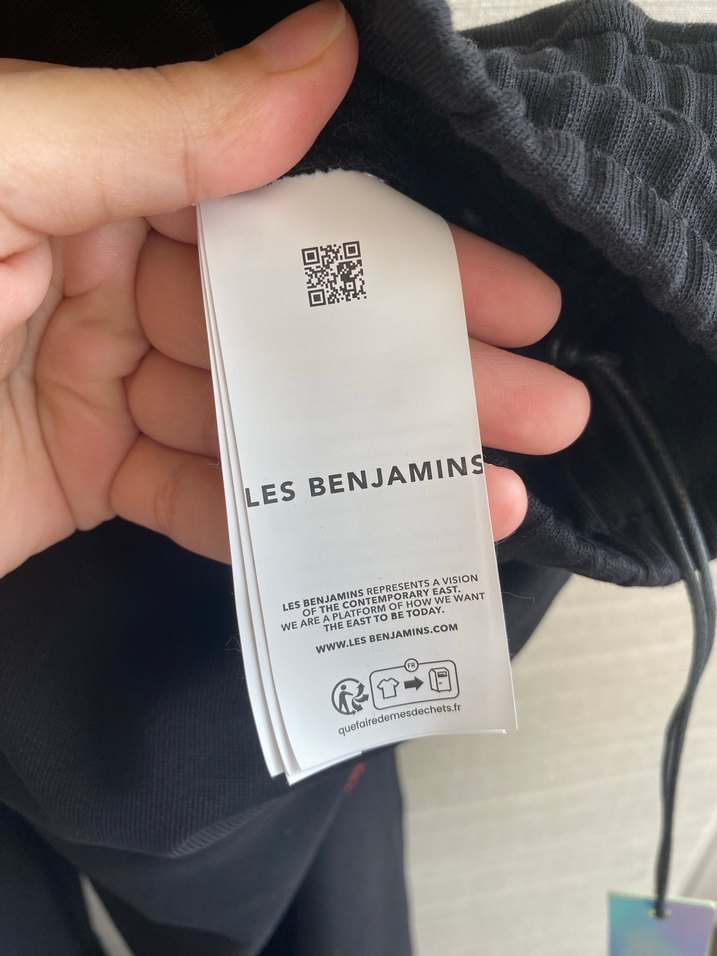 LES BENJAMINS
LES BENJAMINS REPRESENTS A VISION
OF THE CONTEMPORARY EAST.
WE ARE A PLATFORM OF HOW WE WANT
THE EAST TO BE TODAY.
WWW.LES BENJAMINS.COM
FR
quefairedemesdechets.fr